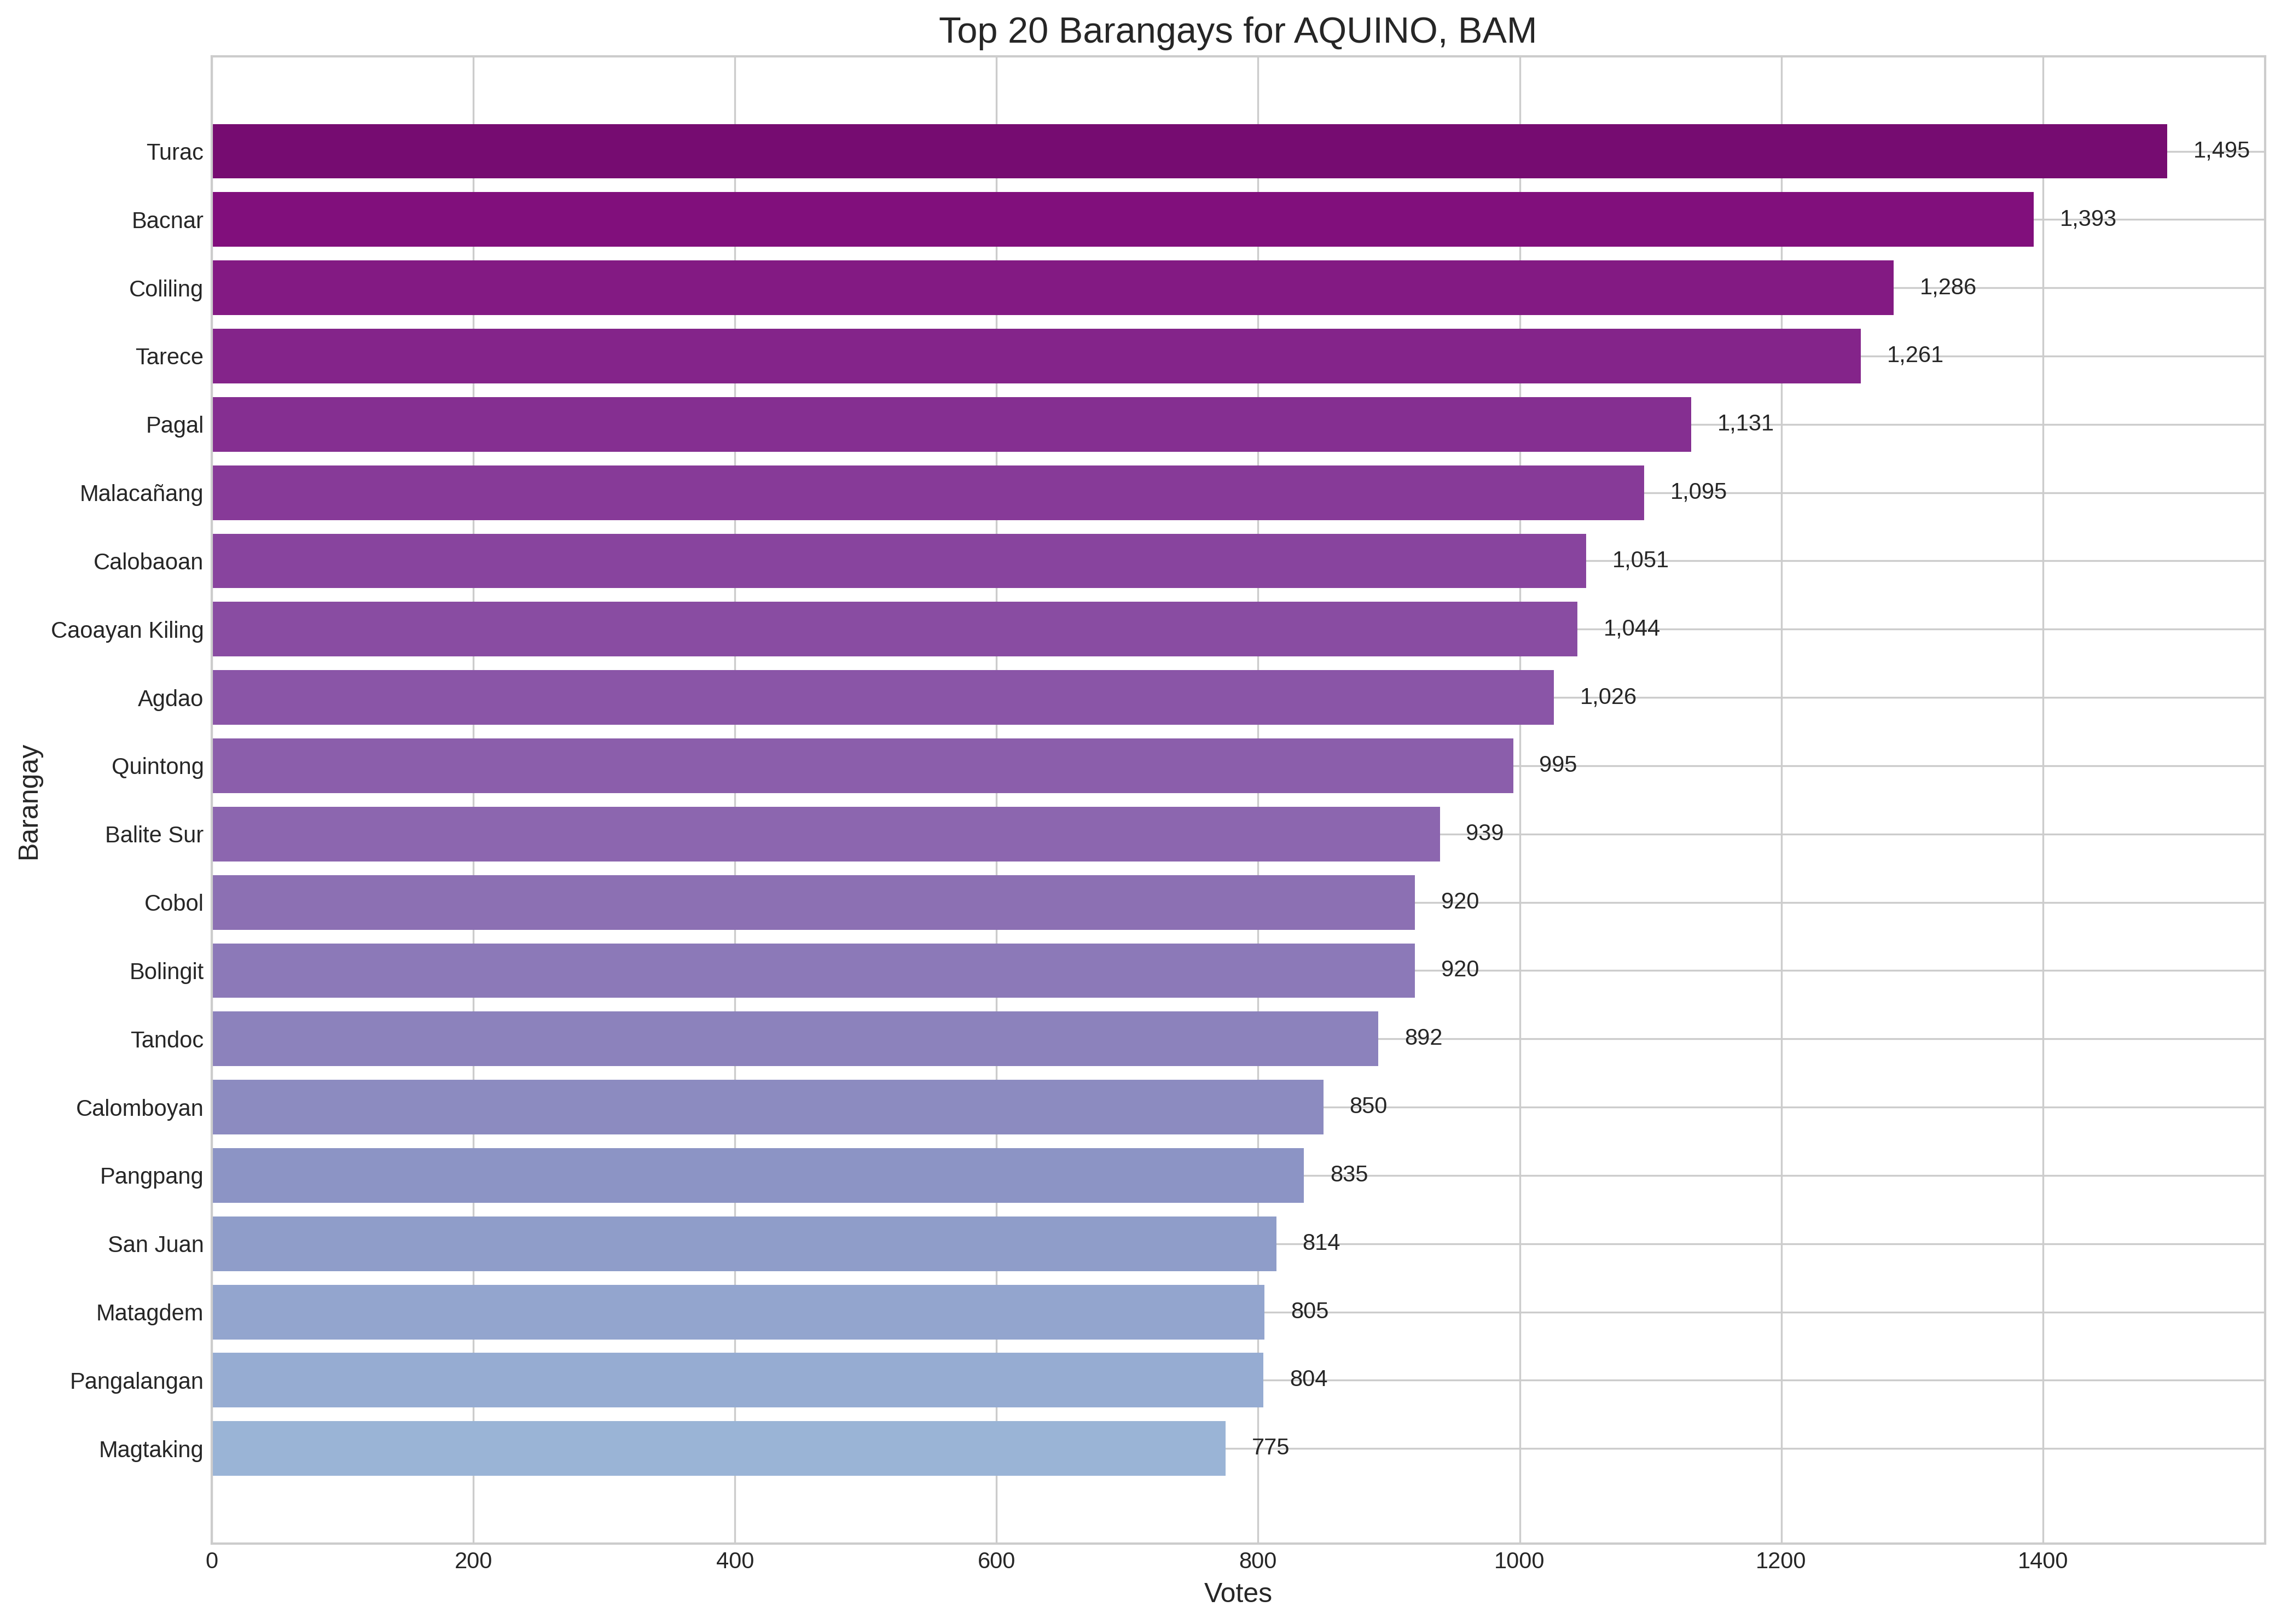 Top 20 Barangays for AQUINO, BAM
Turac 1,495
Bacnar 1,393
Coliling 1,286
Tarece 1,261
Pagal 1,131
Malacañang 1,095
Calobaoan 1,051
Caoayan Kiling 1,044
Agdao 1,026
Quintong 995
Balite Sur 939
Cobol 920
Bolingit 920
Tandoc 892
Calomboyan 850
Pangpang 835
San Juan 814
Matagdem 805
Pangalangan 804
Magtaking 775
Barangay
0 200 400 600 800 1000 1200 1400
Votes